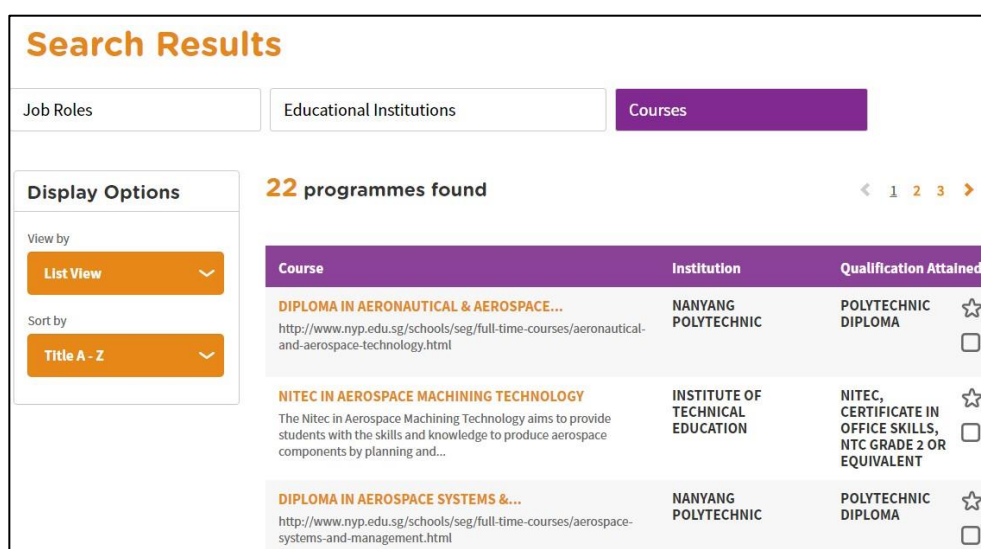 Search Results
Job Roles
Educational Institutions
Courses
Display Options
View by
List View
Sort by
Title A - Z
22 programmes found
1 2 3
Course
Institution
Qualification Attained
DIPLOMA IN AERONAUTICAL & AEROSPACE...
http://www.nyp.edu.sg/schools/seg/full-time-courses/aeronautical-
and-aerospace-technology.html
NANYANG
POLYTECHNIC
POLYTECHNIC
DIPLOMA
NITEC IN AEROSPACE MACHINING TECHNOLOGY
The Nitec in Aerospace Machining Technology aims to provide
students with the skills and knowledge to produce aerospace
components by planning and...
INSTITUTE OF
TECHNICAL
EDUCATION
NITEC,
CERTIFICATE IN
OFFICE SKILLS,
NTC GRADE 2 OR
EQUIVALENT
DIPLOMA IN AEROSPACE SYSTEMS &...
http://www.nyp.edu.sg/schools/seg/full-time-courses/aerospace-
systems-and-management.html
NANYANG
POLYTECHNIC
POLYTECHNIC
DIPLOMA